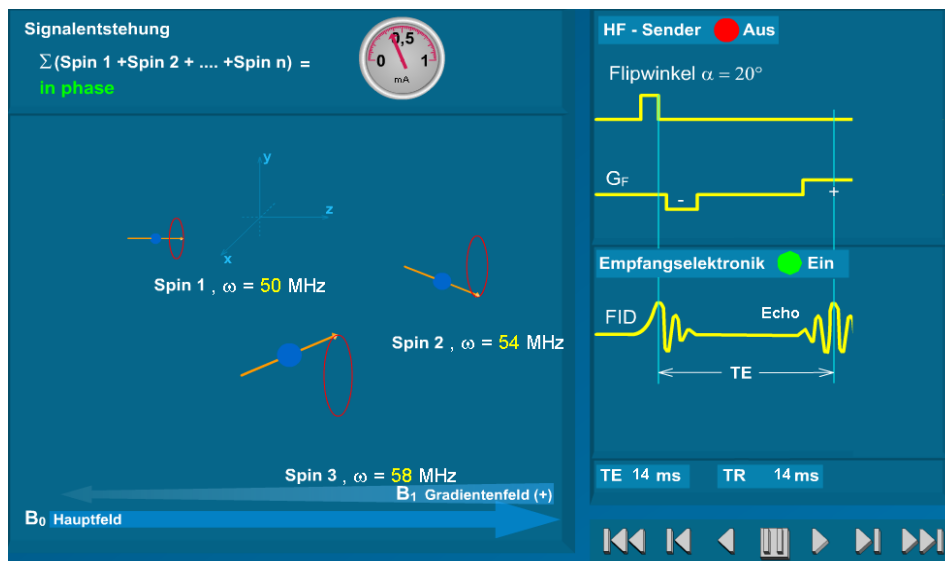 Signalentstehung
Σ(Spin 1 +Spin 2 + .... +Spin n) =
in phase
0 0,5 1
mA
y
z
x
Spin 1 , ω = 50 MHz
Spin 2 , ω = 54 MHz
Spin 3 , ω = 58 MHz
B1 Gradientenfeld (+)
B0 Hauptfeld
HF - Sender Aus
Flipwinkel α = 20°
GF
-
+
Empfangselektronik Ein
FID
Echo
TE
TE 14 ms TR 14 ms